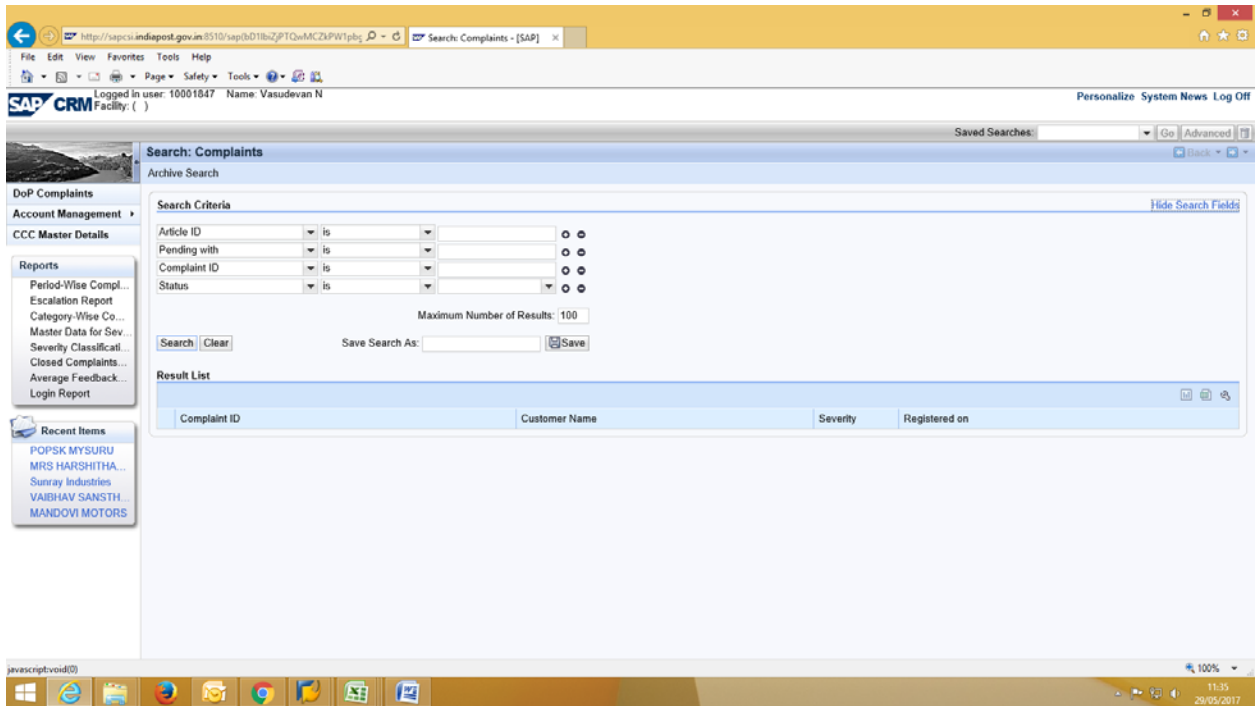 http://sapcsi.indiapost.gov.in:8510/sap(bD1lbiZjPTQwMCZkPW1pbg
Search: Complaints - [SAP]
File Edit View Favorites Tools Help
Page Safety Tools
SAP CRM
Logged in user: 10001847 Name: Vasudevan N
Facility: ( )
Personalize System News Log Off
Saved Searches: Go Advanced
Search: Complaints
Back
Archive Search
DoP Complaints
Account Management
CCC Master Details
Search Criteria
Hide Search Fields
Article ID is
Pending with is
Complaint ID is
Status is
Maximum Number of Results: 100
Search Clear Save Search As: Save
Result List
Complaint ID Customer Name Severity Registered on
Reports
Period-Wise Compl...
Escalation Report
Category-Wise Co...
Master Data for Sev...
Severity Classificati...
Closed Complaints...
Average Feedback...
Login Report
Recent Items
POPSK MYSURU
MRS HARSHITHA...
Sunray Industries
VAIBHAV SANSTH...
MANDOVI MOTORS
javascript:void(0)
100%
11:35
29/05/2017